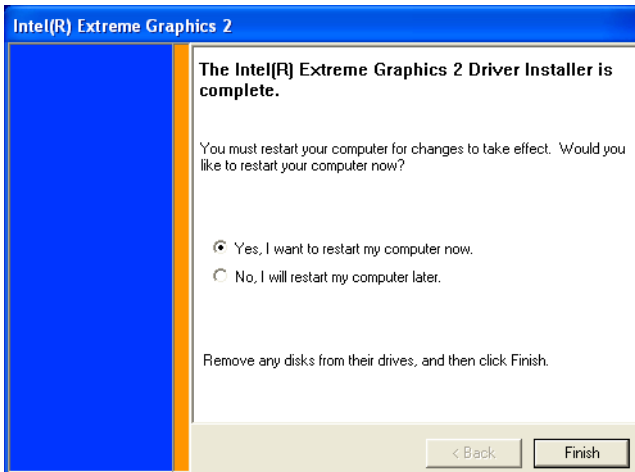 Intel(R) Extreme Graphics 2
The Intel(R) Extreme Graphics 2 Driver Installer is
complete.
You must restart your computer for changes to take effect.  Would you
like to restart your computer now?
Yes, I want to restart my computer now.
No, I will restart my computer later.
Remove any disks from their drives, and then click Finish.
< Back
Finish